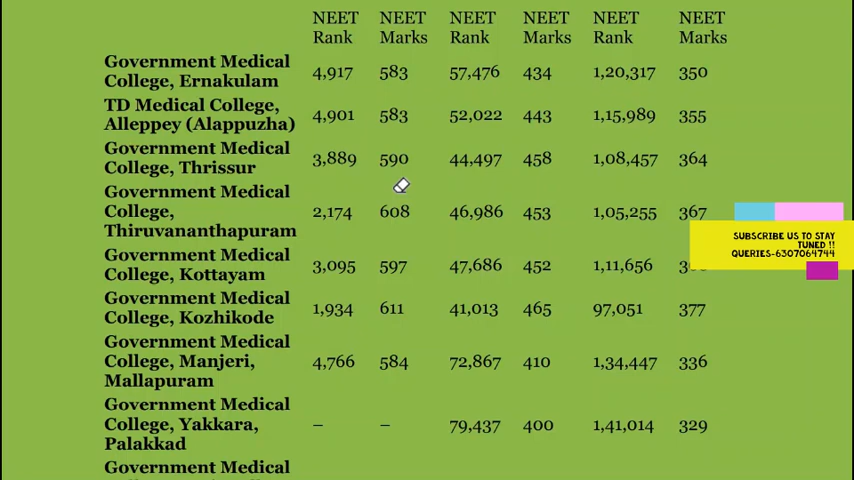 NEET NEET NEET NEET NEET NEET
Rank Marks Rank Marks Rank Marks
Government Medical
College, Ernakulam 4,917 583 57,476 434 1,20,317 350
TD Medical College,
Alleppey (Alappuzha) 4,901 583 52,022 443 1,15,989 355
Government Medical
College, Thrissur 3,889 590 44,497 458 1,08,457 364
Government Medical
College, 2,174 608 46,986 453 1,05,255 367
Thiruvananthapuram
Government Medical
College, Kottayam 3,095 597 47,686 452 1,11,656
Government Medical
College, Kozhikode 1,934 611 41,013 465 97,051 377
Government Medical
College, Manjeri, 4,766 584 72,867 410 1,34,447 336
Mallapuram
Government Medical
College, Yakkara, – – 79,437 400 1,41,014 329
Palakkad
Government Medical
SUBSCRIBE US TO STAY
TUNED !!
QUERIES-6307064744